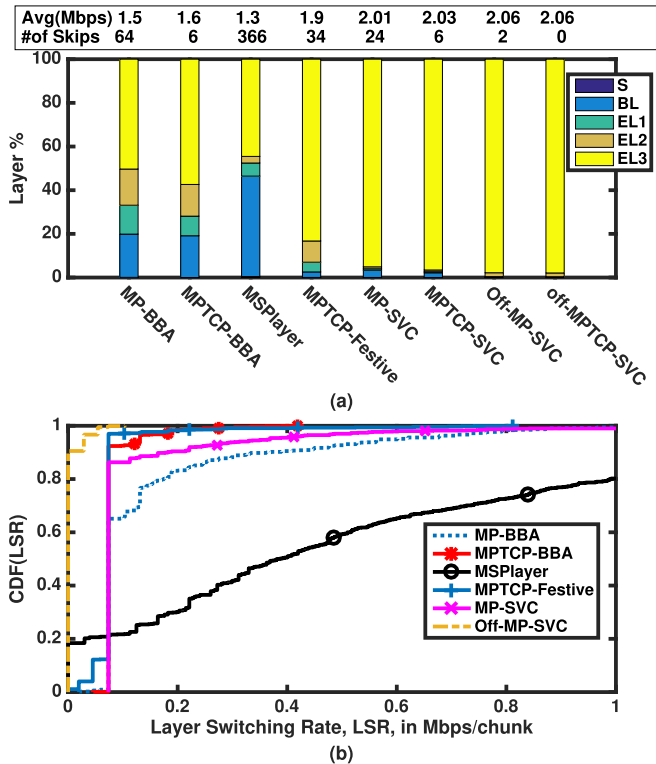 Avg(Mbps) 1.5 1.6 1.3 1.9 2.01 2.03 2.06 2.06
#of Skips 64 6 366 34 24 6 2 0
100
80
60
40
20
0
Layer %
S
BL
EL1
EL2
EL3
MP-BBA
MPTCP-BBA
MSPlayer
MPTCP-Festive
MP-SVC
MPTCP-SVC
Off-MP-SVC
off-MPTCP-SVC
(a)
1
0.8
0.6
0.4
0.2
0
CDF(LSR)
MP-BBA
MPTCP-BBA
MSPlayer
MPTCP-Festive
MP-SVC
Off-MP-SVC
0 0.2 0.4 0.6 0.8 1
Layer Switching Rate, LSR, in Mbps/chunk
(b)